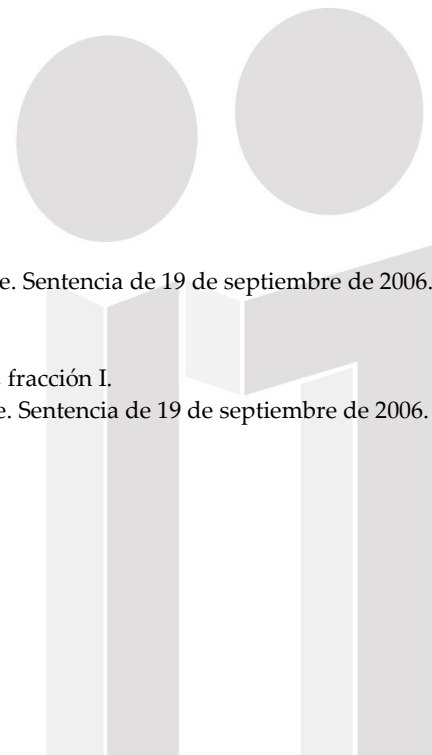 e. Sentencia de 19 de septiembre de 2006.
fracción I.
e. Sentencia de 19 de septiembre de 2006.